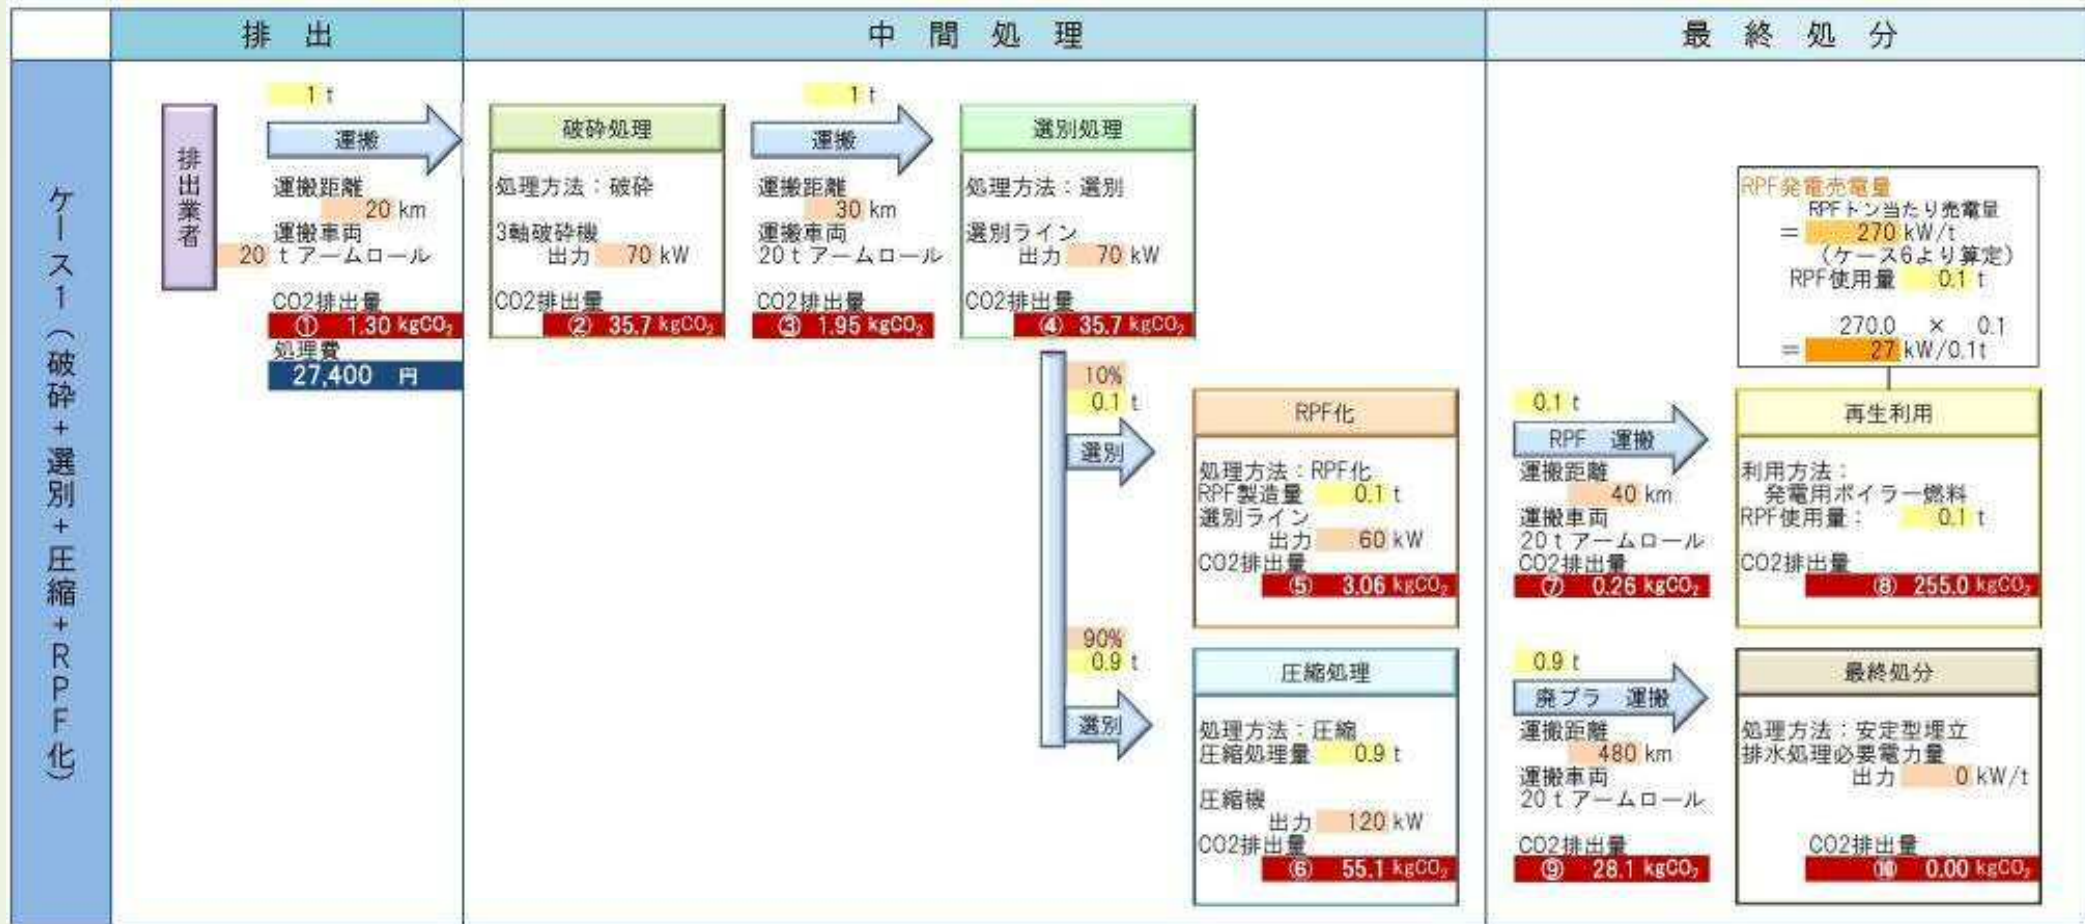 排出
中間処理
最終処分
ケース1(破砕+選別+圧縮+RPF化)
排出業者
1 t
運搬
運搬距離
20 km
運搬車両
20 t アームロール
CO2排出量
① 1.30 kgCO₂
処理費
27,400 円
破砕処理
処理方法:破砕
3軸破砕機
出力 70 kW
CO2排出量
② 35.7 kgCO₂
1 t
運搬
運搬距離
30 km
運搬車両
20 t アームロール
CO2排出量
③ 1.95 kgCO₂
選別処理
処理方法:選別
選別ライン
出力 70 kW
CO2排出量
④ 35.7 kgCO₂
10%
0.1 t
選別
RPF化
処理方法:RPF化
RPF製造量 0.1 t
選別ライン
出力 60 kW
CO2排出量
⑤ 3.06 kgCO₂
90%
0.9 t
選別
圧縮処理
処理方法:圧縮
圧縮処理量 0.9 t
圧縮機
出力 120 kW
CO2排出量
⑥ 55.1 kgCO₂
0.1 t
RPF 運搬
運搬距離
40 km
運搬車両
20 t アームロール
CO2排出量
⑦ 0.26 kgCO₂
RPF発電売電量
RPFトン当たり売電量
= 270 kW/t
(ケース6より算定)
RPF使用量 0.1 t
270.0 × 0.1
= 27 kW/0.1t
再生利用
利用方法:
発電用ボイラー燃料
RPF使用量: 0.1 t
CO2排出量
⑧ 255.0 kgCO₂
0.9 t
廃プラ 運搬
運搬距離
480 km
運搬車両
20 t アームロール
CO2排出量
⑨ 28.1 kgCO₂
最終処分
処理方法:安定型埋立
排水処理必要電力量
出力 0 kW/t
CO2排出量
⑩ 0.00 kgCO₂